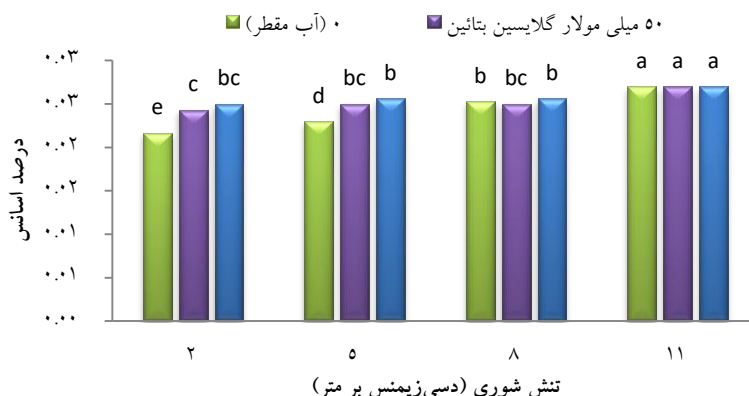 ۰ (آب مقطر) ۵۰ میلی مولار گلایسین بتائین
۰.۰۳
۰.۰۳
۰.۰۲
۰.۰۲
۰.۰۱
۰.۰۱
۰.۰۰
درصد اسانس
e c bc d bc b b bc b a a a
۲ ۵ ۸ ۱۱
تنش شوری (دسی‌زیمنس بر متر)